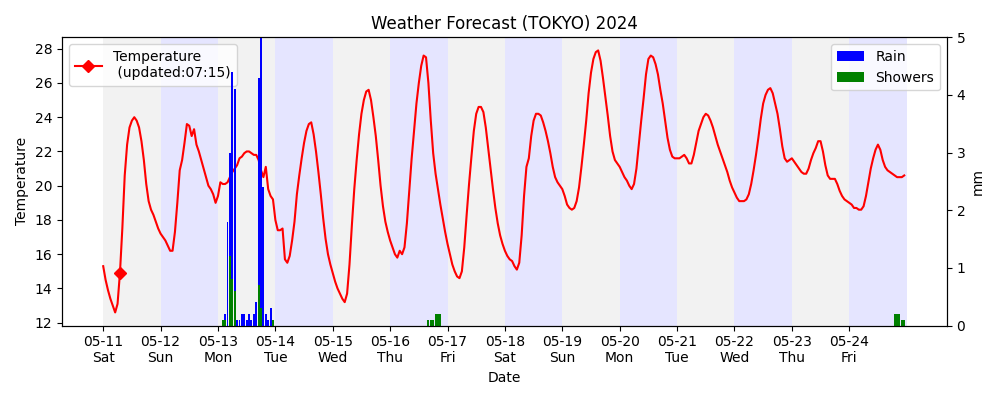 Weather Forecast (TOKYO) 2024
Temperature
(updated:07:15)
Rain
Showers
28
26
24
22
20
18
16
14
12
Temperature
5
4
3
2
1
0
mm
05-11 05-12 05-13 05-14 05-15 05-16 05-17 05-18 05-19 05-20 05-21 05-22 05-23 05-24
Sat Sun Mon Tue Wed Thu Fri Sat Sun Mon Tue Wed Thu Fri
Date